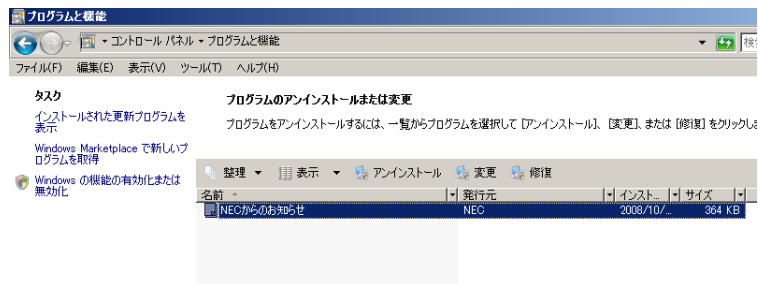 プログラムと機能
コントロール パネル プログラムと機能
ファイル(F) 編集(E) 表示(V) ツール(T) ヘルプ(H)
タスク
インストールされた更新プログラムを
表示
Windows Marketplace で新しいプ
ログラムを取得
Windows の機能の有効化または
無効化
プログラムのアンインストールまたは変更
プログラムをアンインストールするには、一覧からプログラムを選択して [アンインストール]、[変更]、または [修復] をクリックしま
整理 表示 アンインストール 変更 修復
名前 発行元 インスト... サイズ
NECからのお知らせ NEC 2008/10/... 364 KB